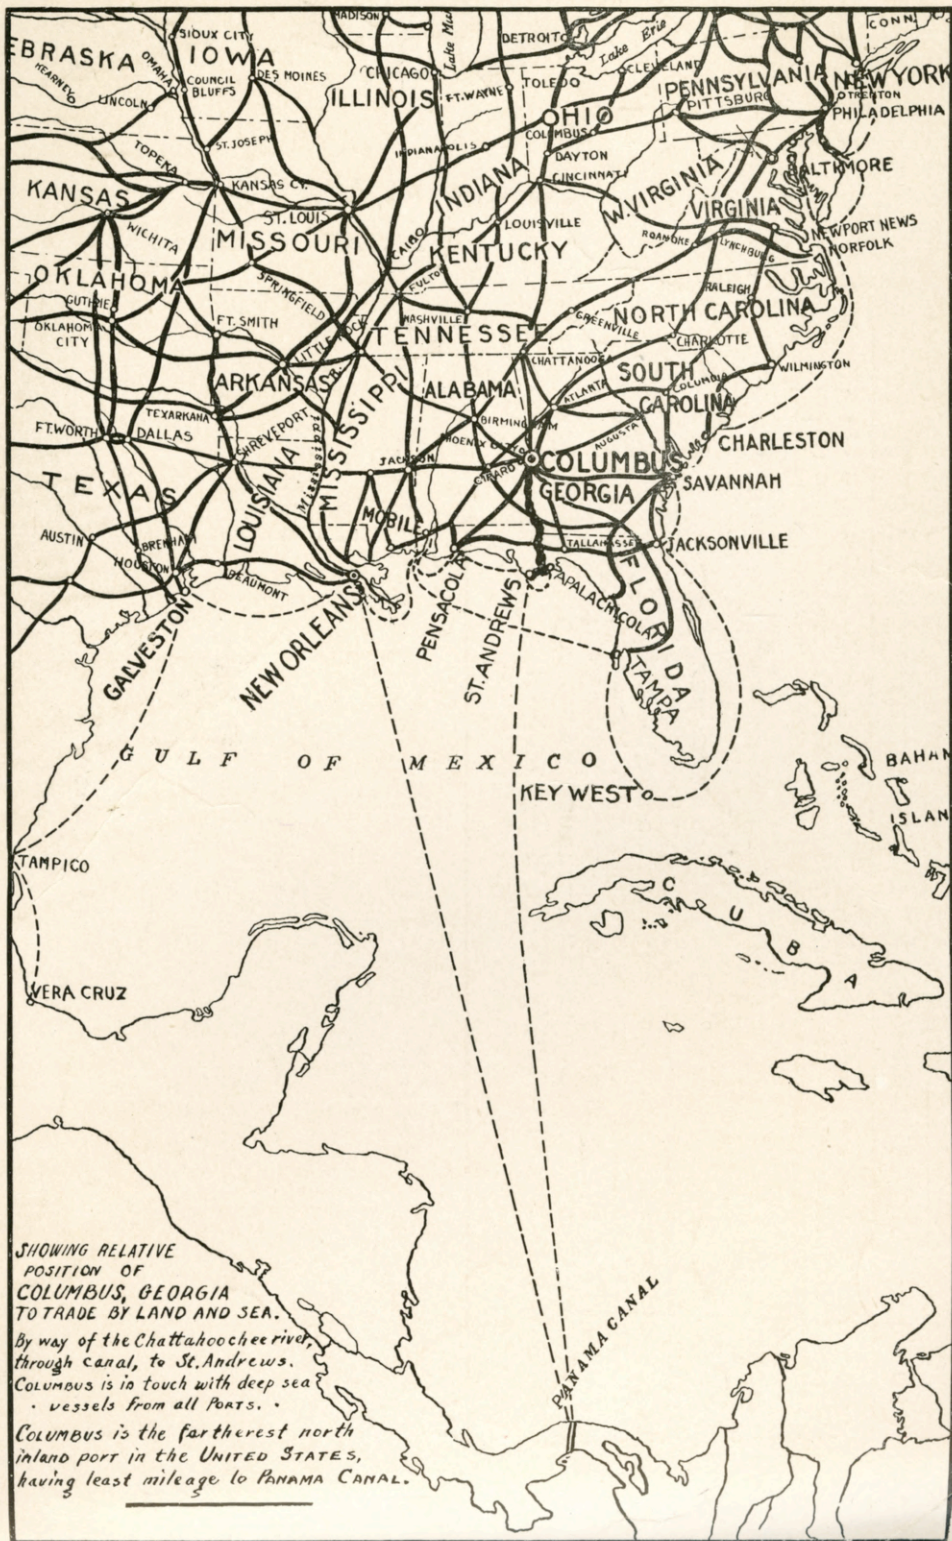 MADISON
Lake
DETROIT
Lake Erie
CONN.
SIOUX CITY
IOWA
EBRASKA
OMAHA
KEARNEY
LINCOLN
COUNCIL
BLUFFS
DES MOINES
CHICAGO
ILLINOIS
FT. WAYNE
TOLEDO
CLEVELAND
PENNSYLVANIA
PITTSBURG
NEW YORK
TRENTON
PHILADELPHIA
OHIO
COLUMBUS
ST. JOSEPH
INDIANAPOLIS
DAYTON
TOPEKA
KANSAS CY.
CINCINNATI
INDIANA
W. VIRGINIA
KANSAS
ST. LOUIS
VIRGINIA
WICHITA
MISSOURI
CAIRO
LOUISVILLE
KENTUCKY
ROANOKE
LYNCHBURG
NEWPORT NEWS
NORFOLK
OKLAHOMA
GUTHRIE
SPRINGFIELD
FULTON
RALEIGH
NORTH CAROLINA
OKLAHOMA
CITY
FT. SMITH
LITTLE ROCK
NASHVILLE
TENNESSEE
GREENVILLE
CHARLOTTE
CHATTANOOGA
SOUTH
CAROLINA
WILMINGTON
ARKANSAS
MISSISSIPPI
ALABAMA
ATLANTA
COLUMBIA
TEXARKANA
BIRMINGHAM
AUGUSTA
FT. WORTH
DALLAS
SHREVEPORT
PHOENIX CY.
CHARLESTON
JACKSON
GIRARD
COLUMBUS
GEORGIA
SAVANNAH
TEXAS
LOUISIANA
MOBILE
AUSTIN
BRENHAM
HOUSTON
BEAUMONT
TALLAHASSEE
JACKSONVILLE
APALACHICOLA
FLORIDA
GALVESTON
NEW ORLEANS
PENSACOLA
ST. ANDREWS
TAMPA
GULF OF MEXICO
KEY WEST
BAHAM
ISLAN
TAMPICO
CUBA
VERA CRUZ
PANAMA CANAL
SHOWING RELATIVE
POSITION OF
COLUMBUS, GEORGIA
TO TRADE BY LAND AND SEA.
By way of the Chattahoochee river,
through canal, to St. Andrews.
COLUMBUS is in touch with deep sea
· vessels from all PORTS. ·
COLUMBUS is the fartherest north
inland port in the UNITED STATES,
having least mileage to PANAMA CANAL.